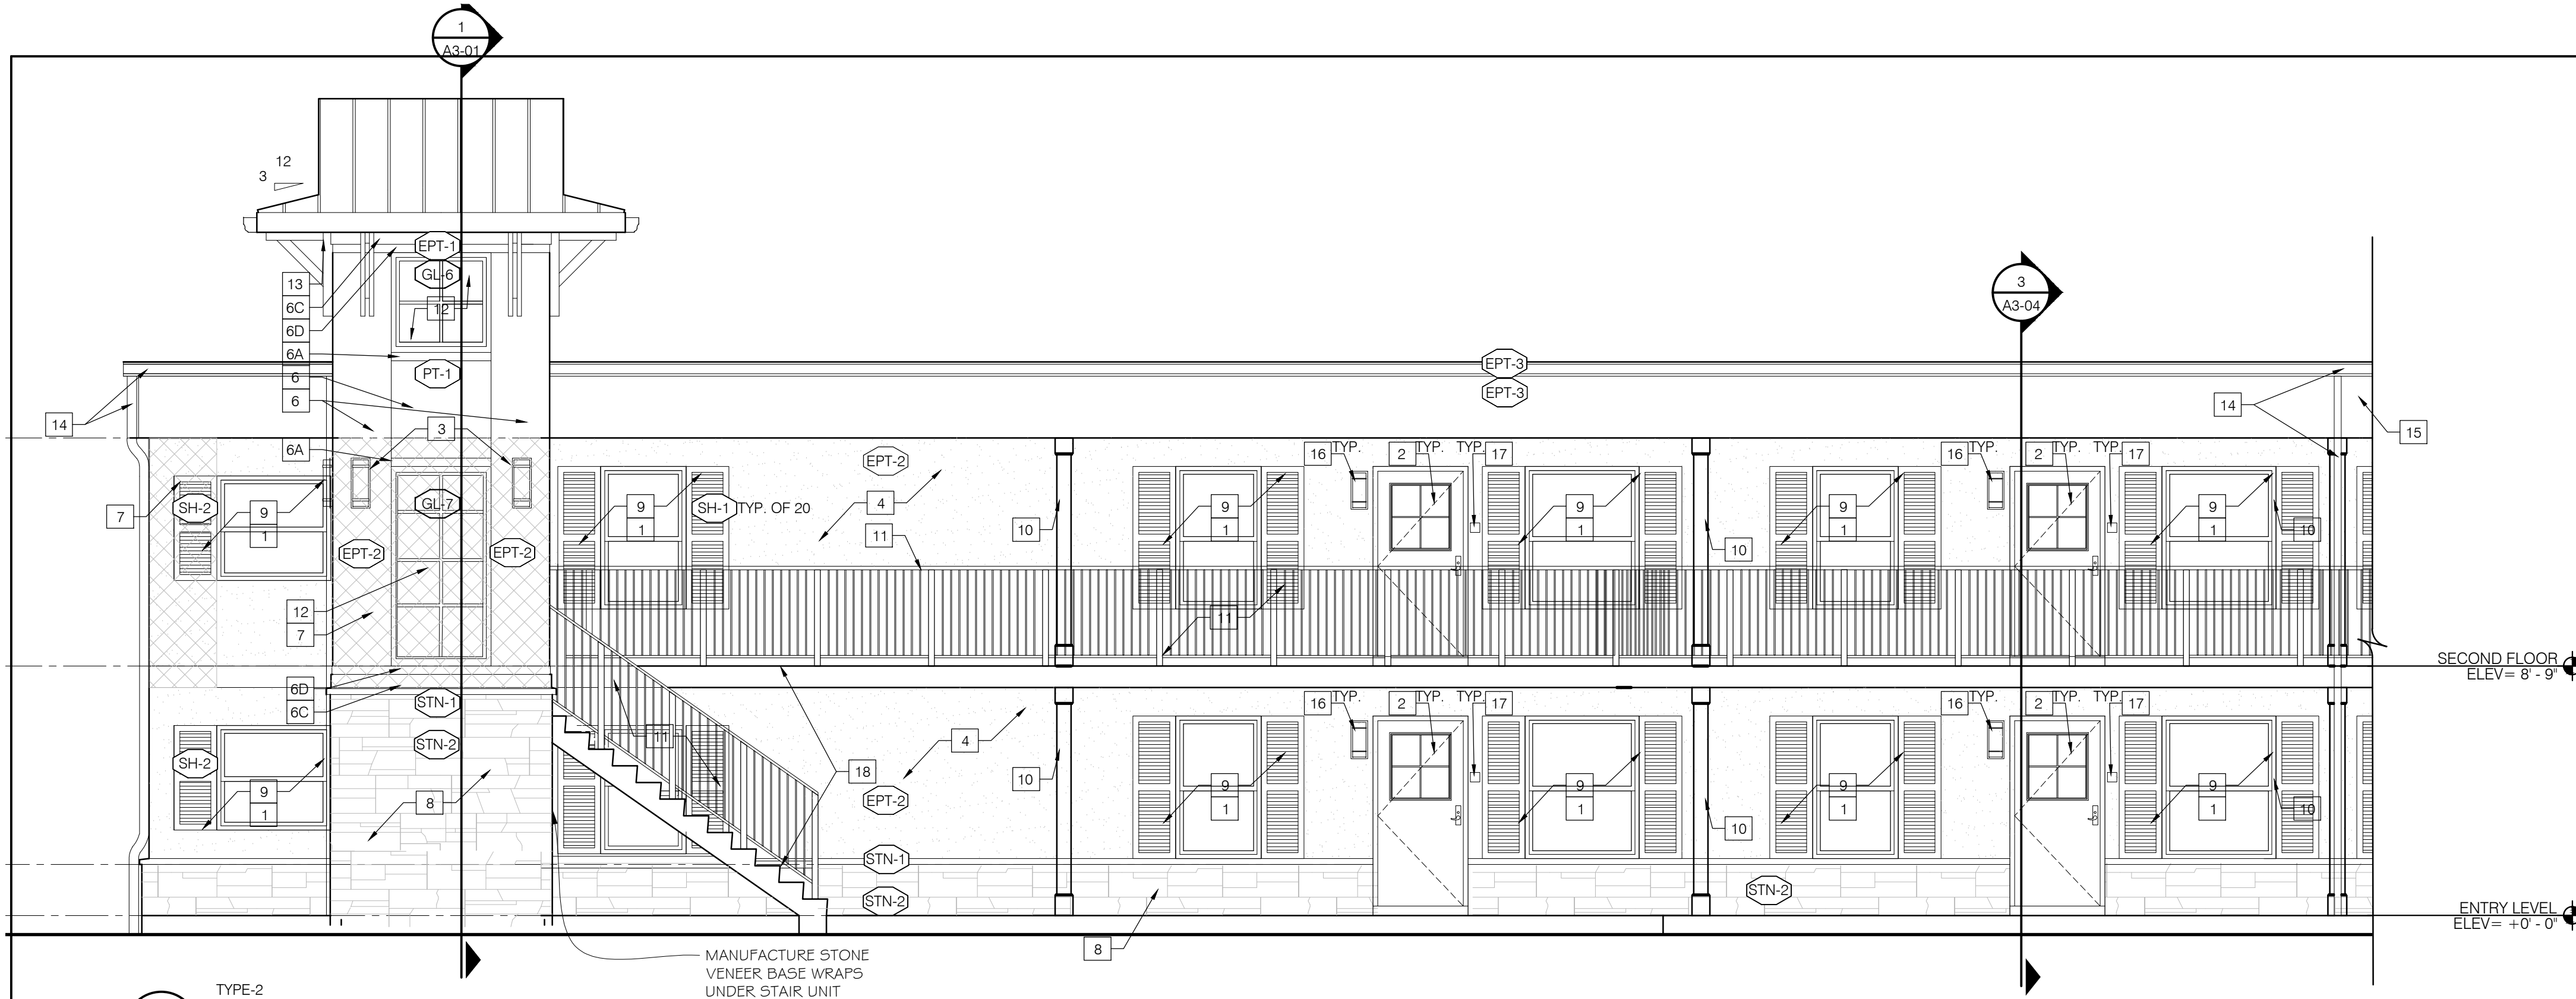 1
A3-01
12
3
EPT-1
GL-6
13
6C
12
6D
6A
PT-1
6
6
14
3
6A
3
A3-04
EPT-3
EPT-3
14
15
EPT-2
4
11
16 TYP.
2 TYP.
TYP. 17
16 TYP.
2 TYP.
TYP. 17
7
SH-2
9
1
GL-7
EPT-2
EPT-2
9
1
SH-1 TYP. OF 20
10
9
1
9
1
10
9
1
9
1
10
12
7
11
6D
6C
STN-1
STN-2
SECOND FLOOR
ELEV= 8' - 9"
16 TYP.
2 TYP.
TYP. 17
16 TYP.
2 TYP.
TYP. 17
11
4
18
EPT-2
10
SH-2
9
1
8
9
1
9
1
10
9
1
9
1
10
STN-1
STN-2
STN-2
ENTRY LEVEL
ELEV= +0' - 0"
8
MANUFACTURE STONE
VENEER BASE WRAPS
UNDER STAIR UNIT
TYPE-2